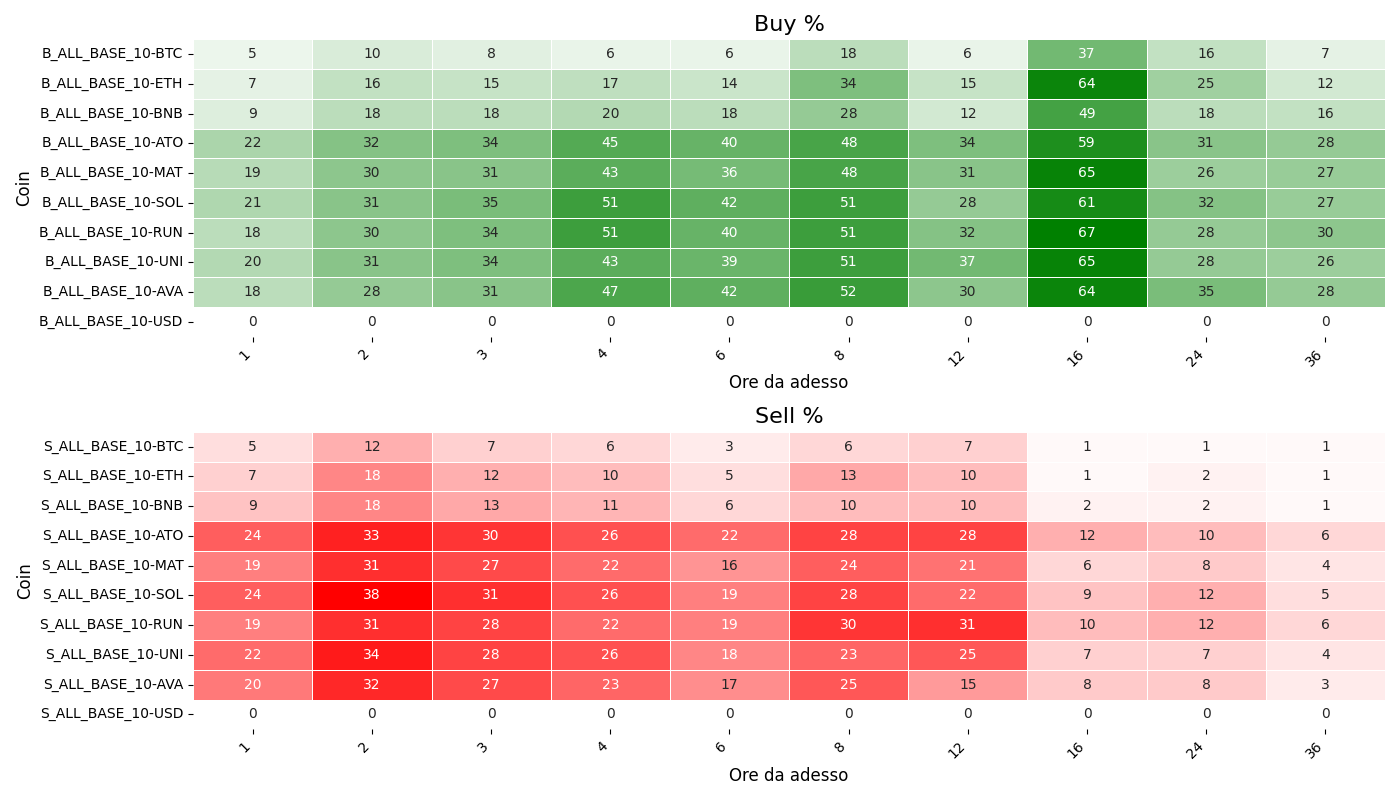 Buy %
Coin
B_ALL_BASE_10-BTC 5 10 8 6 6 18 6 37 16 7
B_ALL_BASE_10-ETH 7 16 15 17 14 34 15 64 25 12
B_ALL_BASE_10-BNB 9 18 18 20 18 28 12 49 18 16
B_ALL_BASE_10-ATO 22 32 34 45 40 48 34 59 31 28
B_ALL_BASE_10-MAT 19 30 31 43 36 48 31 65 26 27
B_ALL_BASE_10-SOL 21 31 35 51 42 51 28 61 32 27
B_ALL_BASE_10-RUN 18 30 34 51 40 51 32 67 28 30
B_ALL_BASE_10-UNI 20 31 34 43 39 51 37 65 28 26
B_ALL_BASE_10-AVA 18 28 31 47 42 52 30 64 35 28
B_ALL_BASE_10-USD 0 0 0 0 0 0 0 0 0 0
1 2 3 4 6 8 12 16 24 36
Ore da adesso
Sell %
Coin
S_ALL_BASE_10-BTC 5 12 7 6 3 6 7 1 1 1
S_ALL_BASE_10-ETH 7 18 12 10 5 13 10 1 2 1
S_ALL_BASE_10-BNB 9 18 13 11 6 10 10 2 2 1
S_ALL_BASE_10-ATO 24 33 30 26 22 28 28 12 10 6
S_ALL_BASE_10-MAT 19 31 27 22 16 24 21 6 8 4
S_ALL_BASE_10-SOL 24 38 31 26 19 28 22 9 12 5
S_ALL_BASE_10-RUN 19 31 28 22 19 30 31 10 12 6
S_ALL_BASE_10-UNI 22 34 28 26 18 23 25 7 7 4
S_ALL_BASE_10-AVA 20 32 27 23 17 25 15 8 8 3
S_ALL_BASE_10-USD 0 0 0 0 0 0 0 0 0 0
1 2 3 4 6 8 12 16 24 36
Ore da adesso